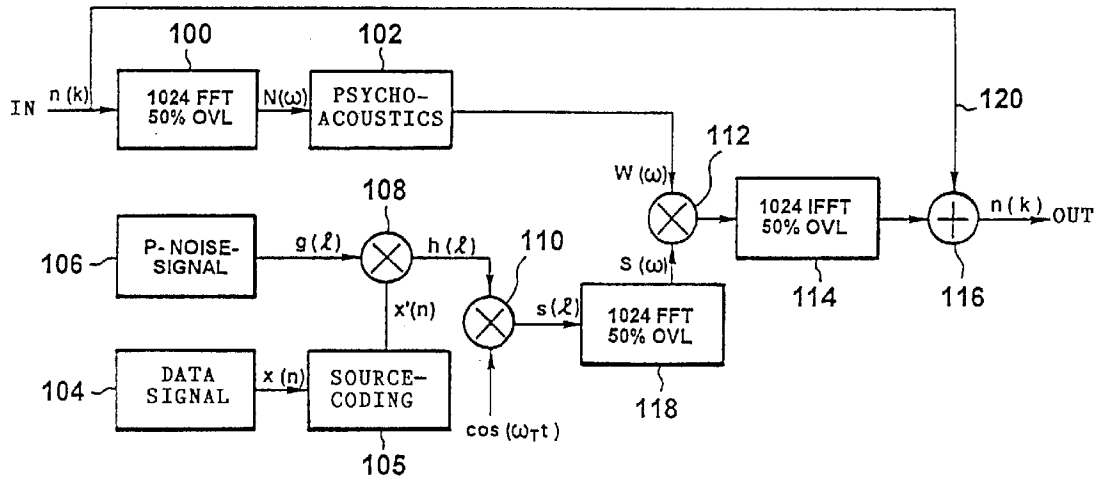 100
102
IN
n(k)
1024 FFT
50% OVL
N(ω)
PSYCHO-
ACOUSTICS
120
112
W(ω)
108
1024 IFFT
50% OVL
n(k)
OUT
106
P-NOISE-
SIGNAL
g(ℓ)
h(ℓ)
110
S(ω)
114
116
x'(n)
s(ℓ)
1024 FFT
50% OVL
104
DATA
SIGNAL
x(n)
SOURCE-
CODING
118
cos(ω_T t)
105